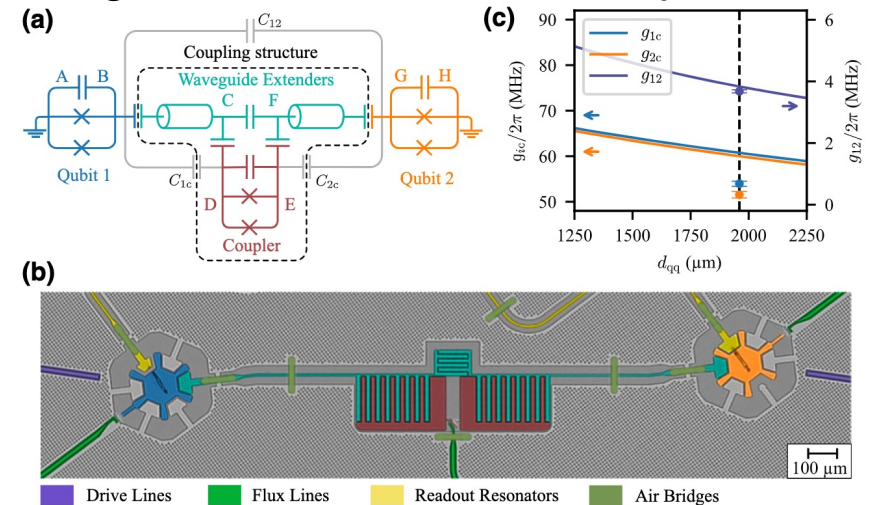 (a)
C12
Coupling structure
Waveguide Extenders
A B
C F
G H
Qubit 1
C1c
C2c
Qubit 2
D E
Coupler
(c)
90
80
70
60
50
gic/2π (MHz)
g1c
g2c
g12
6
4
2
0
g12/2π (MHz)
1250 1500 1750 2000 2250
dqq (μm)
(b)
100 μm
Drive Lines Flux Lines Readout Resonators Air Bridges